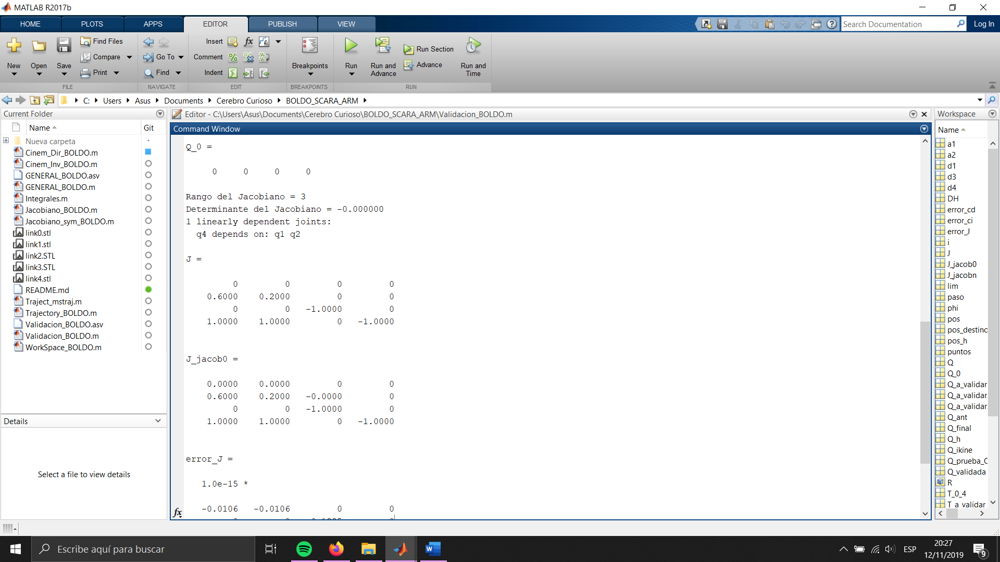 MATLAB R2017b
HOME PLOTS APPS EDITOR PUBLISH VIEW
Search Documentation
Log In
New
Open
Save
Find Files
Compare
Print
FILE
Go To
Find
NAVIGATE
Insert
Comment
Indent
fx
EDIT
Breakpoints
BREAKPOINTS
Run
Run and Advance
Run Section
Advance
Run and Time
RUN
C: Users Asus Documents Cerebro Curioso BOLDO_SCARA_ARM
Current Folder
Name Git
Nueva carpeta
Cinem_Dir_BOLDO.m
Cinem_Inv_BOLDO.m
GENERAL_BOLDO.asv
GENERAL_BOLDO.m
Integrales.m
Jacobiano_BOLDO.m
Jacobiano_sym_BOLDO.m
link0.stl
link1.stl
link2.STL
link3.STL
link4.stl
README.md
Traject_mstraj.m
Trajectory_BOLDO.m
Validacion_BOLDO.asv
Validacion_BOLDO.m
WorkSpace_BOLDO.m
Details
Select a file to view details
Editor - C:\Users\Asus\Documents\Cerebro Curioso\BOLDO_SCARA_ARM\Validacion_BOLDO.m
Command Window
Q_0 =
0 0 0 0
Rango del Jacobiano = 3
Determinante del Jacobiano = -0.000000
1 linearly dependent joints:
q4 depends on: q1 q2
J =
0 0 0 0
0.6000 0.2000 0 0
0 0 -1.0000 0
1.0000 1.0000 0 -1.0000
J_jacob0 =
0.0000 0.0000 0 0
0.6000 0.2000 -0.0000 0
0 0 -1.0000 0
1.0000 1.0000 0 -1.0000
error_J =
1.0e-15 *
-0.0106 -0.0106 0 0
fx
Workspace
Name
a1
a2
d1
d3
d4
DH
error_cd
error_ci
error_J
i
J
J_jacob0
J_jacobn
lim
paso
phi
pos
pos_destino
pos_h
puntos
Q
Q_0
Q_a_validar
Q_a_validar
Q_a_validar
Q_ant
Q_final
Q_h
Q_ikine
Q_prueba_C
Q_validada
R
T_0_4
T_a_validar
Escribe aquí para buscar
ESP
20:27
12/11/2019
9